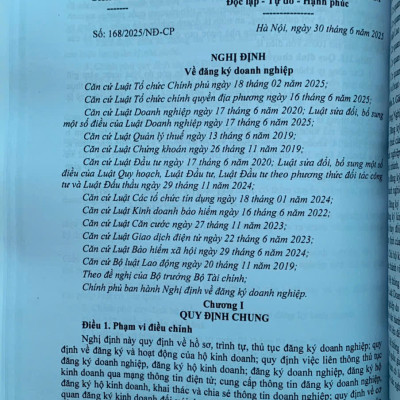 Độc lập - Tự do - Hạnh phúc
Số: 168/2025/NĐ-CP
Hà Nội, ngày 30 tháng 6 năm 2025
NGHỊ ĐỊNH
Về đăng ký doanh nghiệp
Căn cứ Luật Tổ chức Chính phủ ngày 18 tháng 02 năm 2025;
Căn cứ Luật Tổ chức chính quyền địa phương ngày 16 tháng 6 năm 2025;
Căn cứ Luật Doanh nghiệp ngày 17 tháng 6 năm 2020; Luật sửa đổi, bổ sung
một số điều của Luật Doanh nghiệp ngày 17 tháng 6 năm 2025;
Căn cứ Luật Quản lý thuế ngày 13 tháng 6 năm 2019;
Căn cứ Luật Chứng khoán ngày 26 tháng 11 năm 2019;
Căn cứ Luật Đầu tư ngày 17 tháng 6 năm 2020; Luật sửa đổi, bổ sung một số
điều của Luật Quy hoạch, Luật Đầu tư, Luật Đầu tư theo phương thức đối tác công
tư và Luật Đấu thầu ngày 29 tháng 11 năm 2024;
Căn cứ Luật Các tổ chức tín dụng ngày 18 tháng 01 năm 2024;
Căn cứ Luật Kinh doanh bảo hiểm ngày 16 tháng 6 năm 2022;
Căn cứ Luật Căn cước ngày 27 tháng 11 năm 2023;
Căn cứ Luật Giao dịch điện tử ngày 22 tháng 6 năm 2023;
Căn cứ Luật Bảo hiểm xã hội ngày 29 tháng 6 năm 2024;
Căn cứ Bộ luật Lao động ngày 20 tháng 11 năm 2019;
Theo đề nghị của Bộ trưởng Bộ Tài chính;
Chính phủ ban hành Nghị định về đăng ký doanh nghiệp.
Chương I
QUY ĐỊNH CHUNG
Điều 1. Phạm vi điều chỉnh
Nghị định này quy định về hồ sơ, trình tự, thủ tục đăng ký doanh nghiệp; quy
định về đăng ký và hoạt động của hộ kinh doanh; quy định việc liên thông thủ tục
đăng ký doanh nghiệp, đăng ký hộ kinh doanh; đăng ký doanh nghiệp, đăng ký hộ
kinh doanh qua mạng thông tin điện tử; cung cấp thông tin đăng ký doanh nghiệp,
đăng ký hộ kinh doanh, khai thác và chia sẻ thông tin doanh nghiệp; quy định về cơ
quan đăng ký kinh doanh